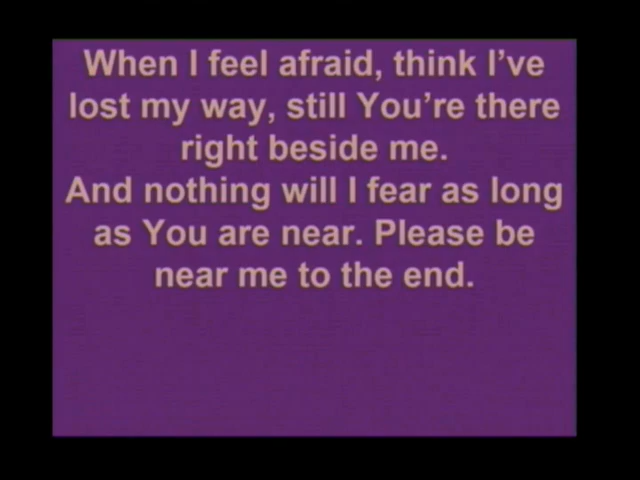 When I feel afraid, think I've
lost my way, still You're there
right beside me.
And nothing will I fear as long
as You are near. Please be
near me to the end.